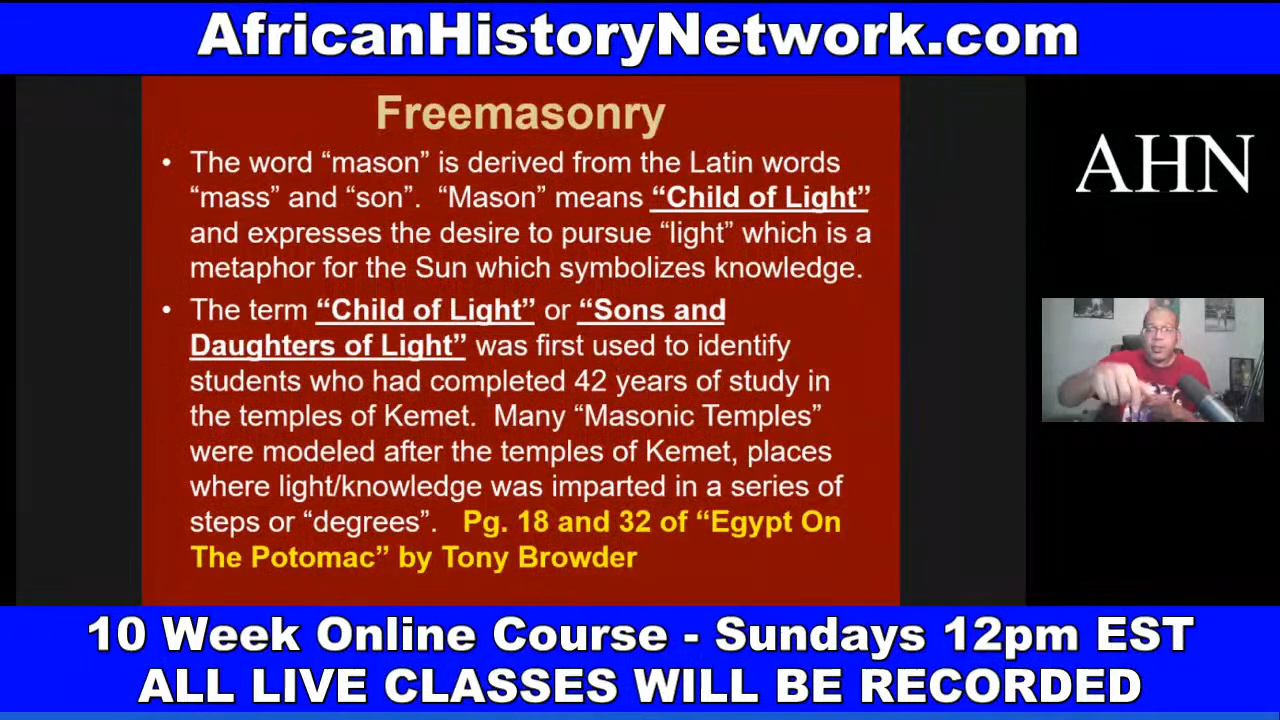 AfricanHistoryNetwork.com
Freemasonry
• The word “mason” is derived from the Latin words
“mass” and “son”. “Mason” means “Child of Light”
and expresses the desire to pursue “light” which is a
metaphor for the Sun which symbolizes knowledge.
• The term “Child of Light” or “Sons and
Daughters of Light” was first used to identify
students who had completed 42 years of study in
the temples of Kemet. Many “Masonic Temples”
were modeled after the temples of Kemet, places
where light/knowledge was imparted in a series of
steps or “degrees”. Pg. 18 and 32 of “Egypt On
The Potomac” by Tony Browder
AHN
10 Week Online Course - Sundays 12pm EST
ALL LIVE CLASSES WILL BE RECORDED